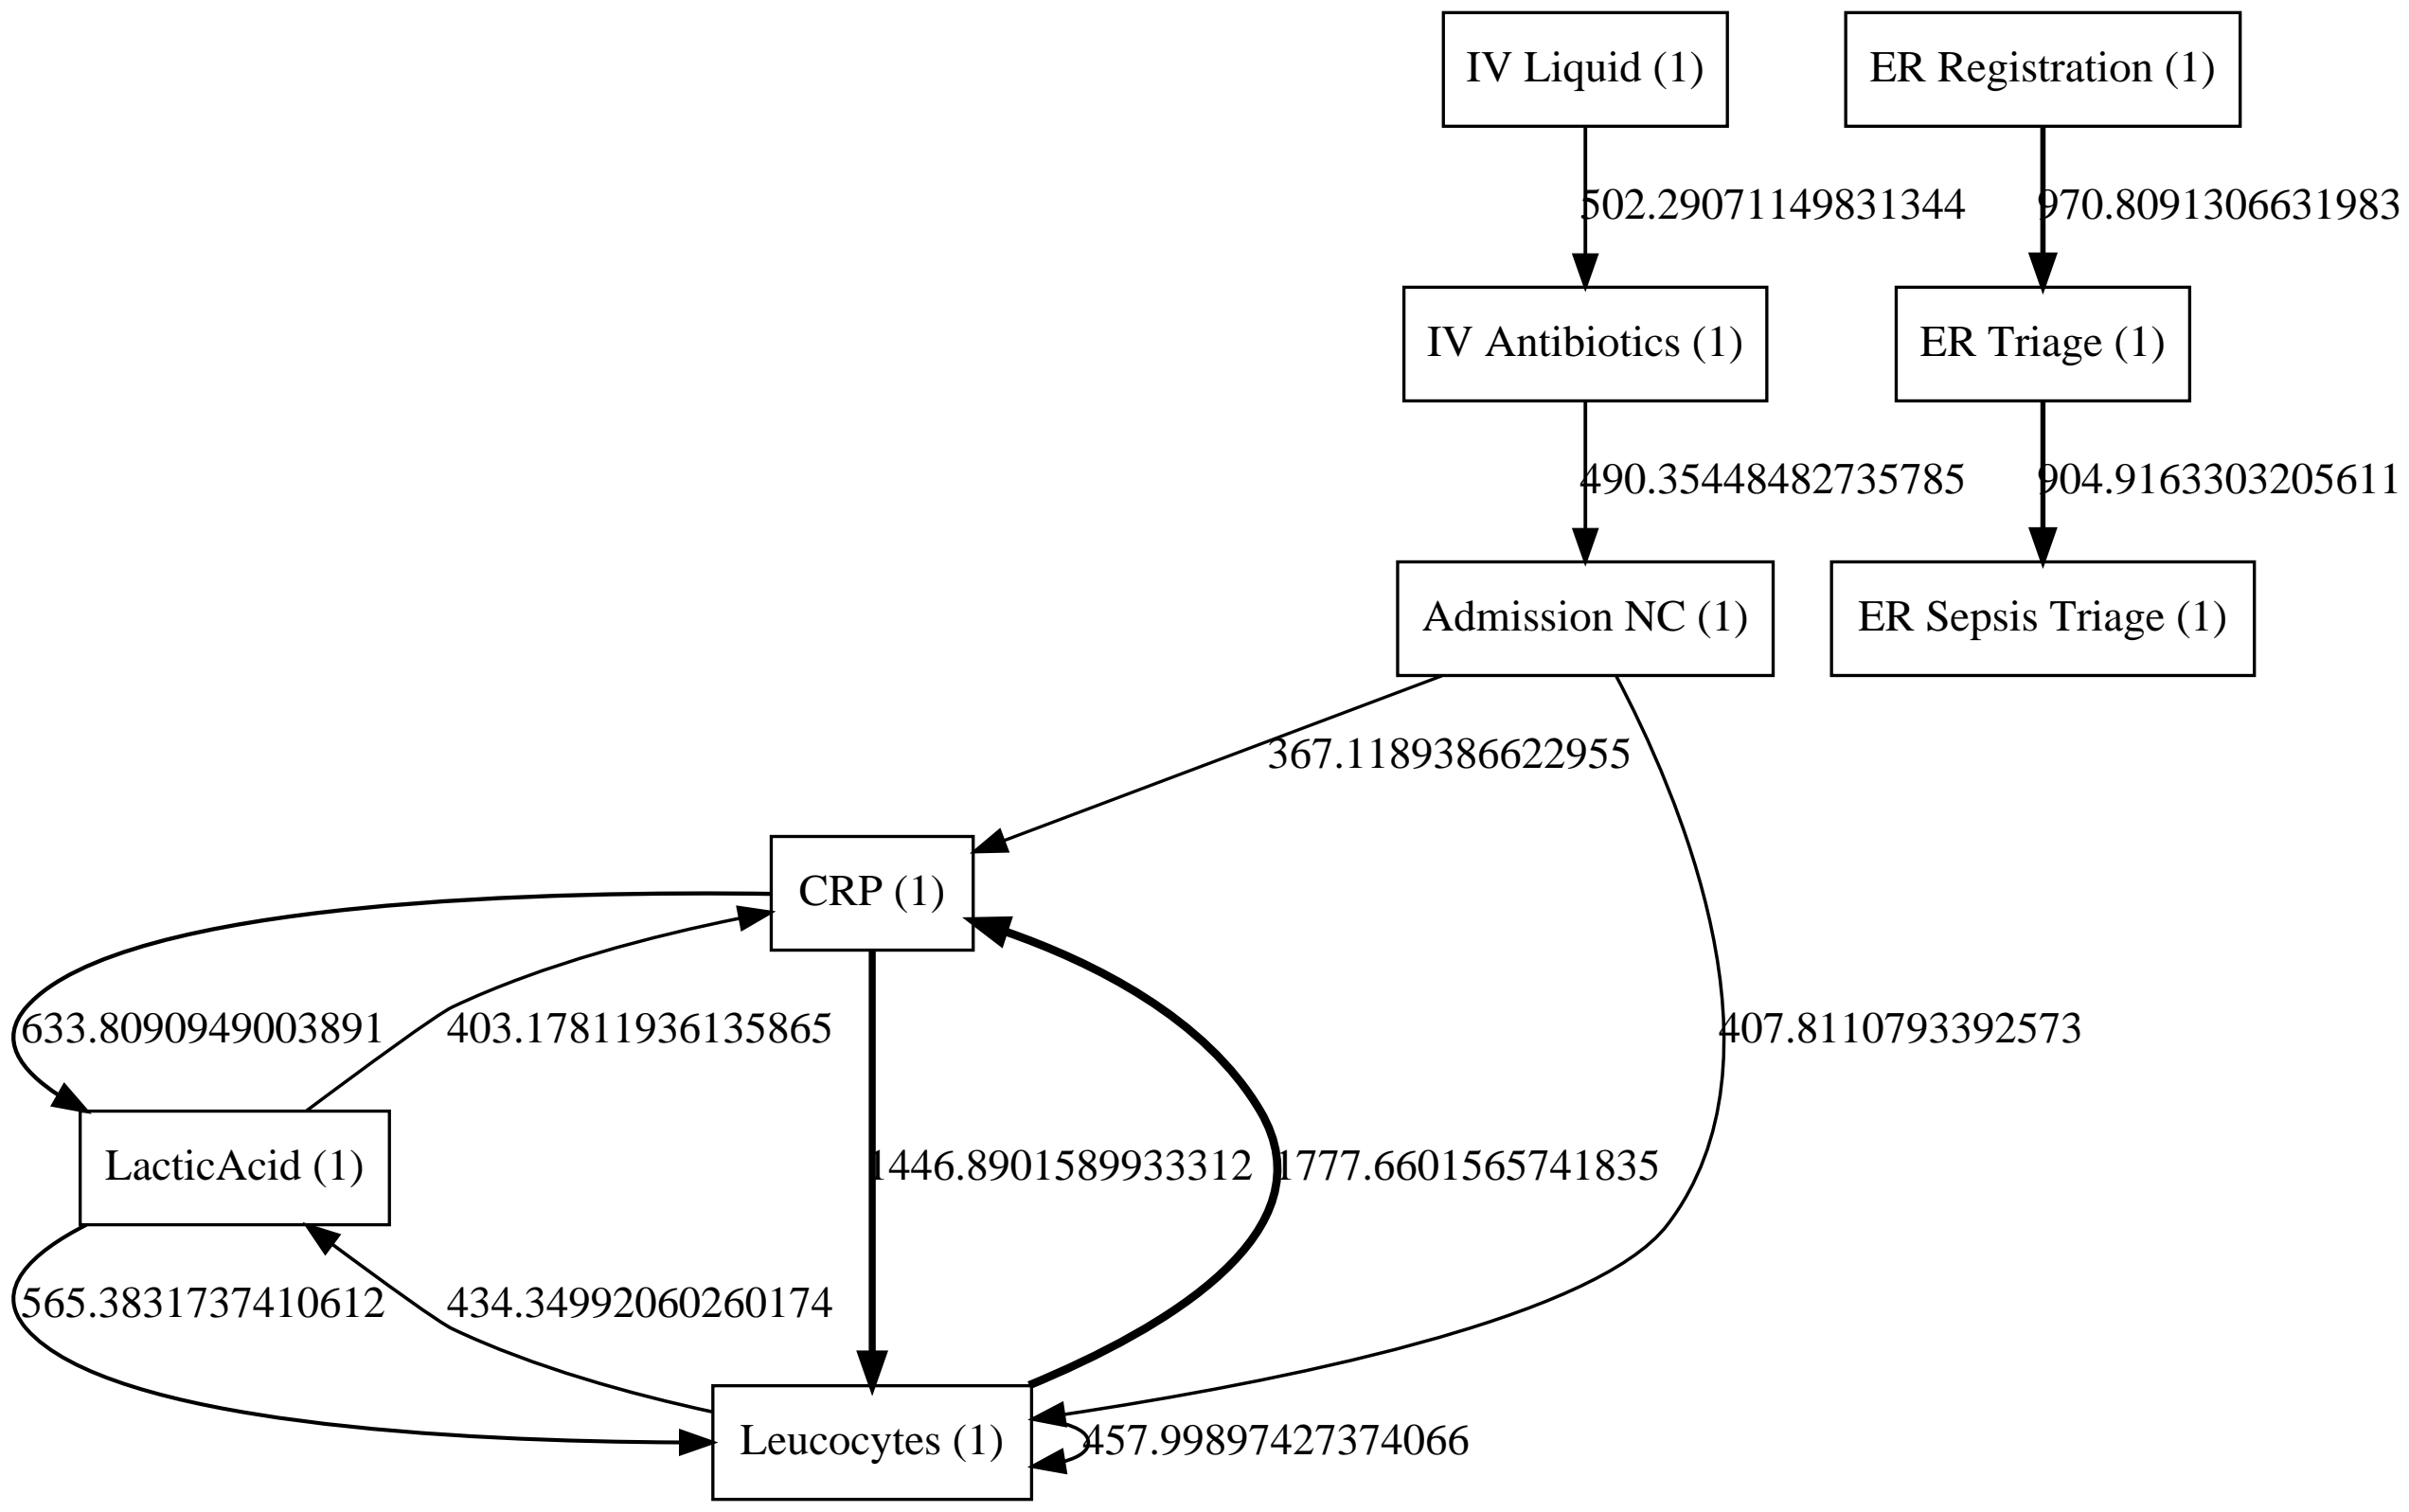 IV Liquid (1)
ER Registration (1)
502.29071149831344
970.8091306631983
IV Antibiotics (1)
ER Triage (1)
490.35448482735785
904.9163303205611
Admission NC (1)
ER Sepsis Triage (1)
367.1189386622955
CRP (1)
633.8090949003891
403.17811936135865
407.8110793392573
LacticAcid (1)
1446.8901589933312
1777.6601565741835
565.3831737410612
434.34992060260174
Leucocytes (1)
457.99897427374066